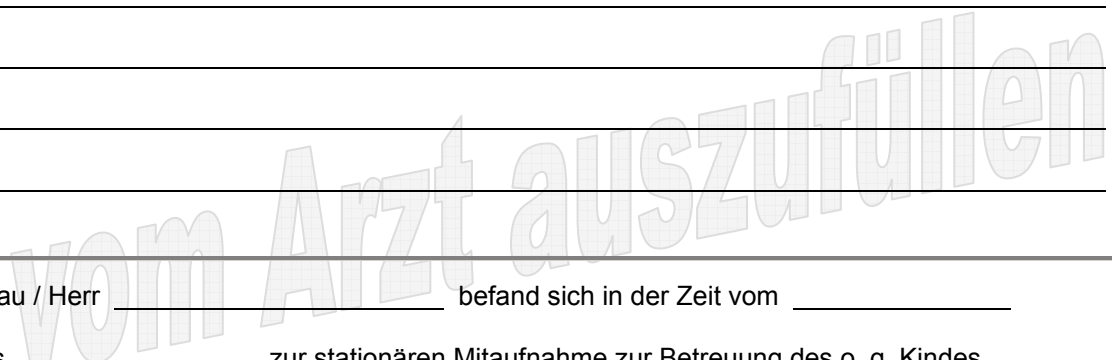 vom Arzt auszufüllen
au / Herr befand sich in der Zeit vom
s zur stationären Mitaufnahme zur Betreuung des o. g. Kindes